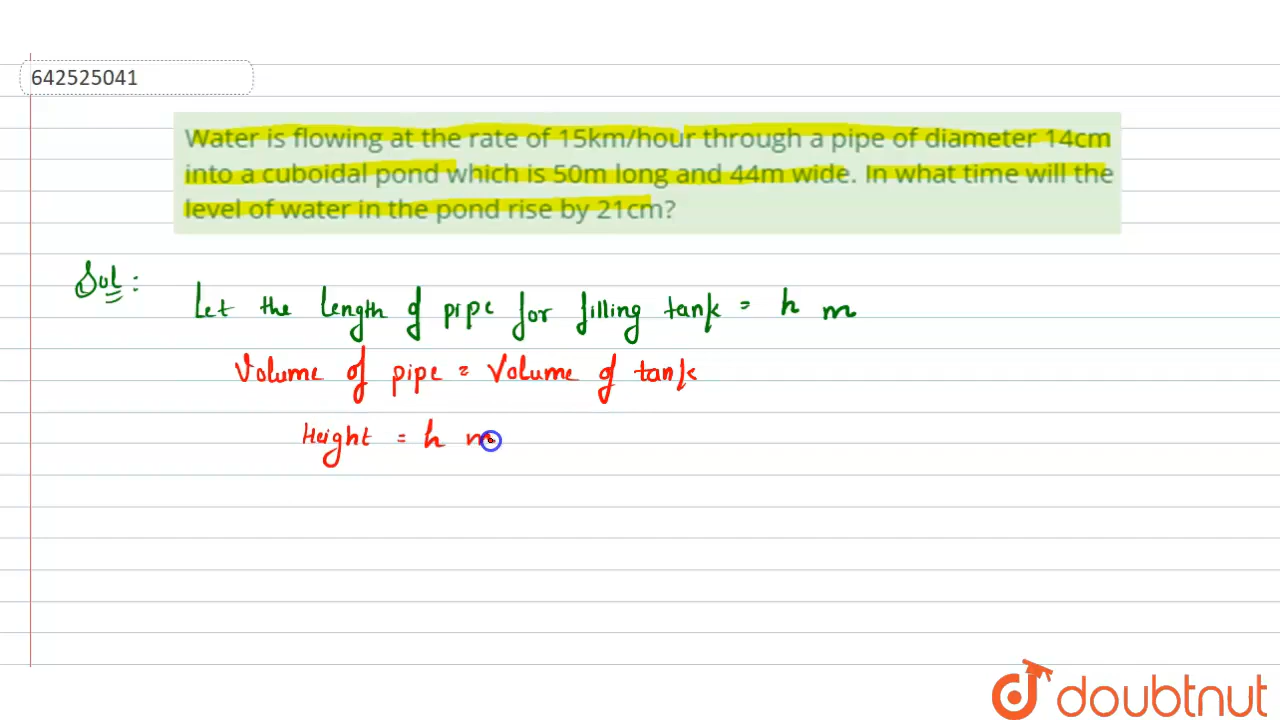 642525041
Water is flowing at the rate of 15km/hour through a pipe of diameter 14cm
into a cuboidal pond which is 50m long and 44m wide. In what time will the
level of water in the pond rise by 21cm?
Sol :
Let the length of pipe for filling tank = h m
Volume of pipe = Volume of tank
Height = h m
doubtnut